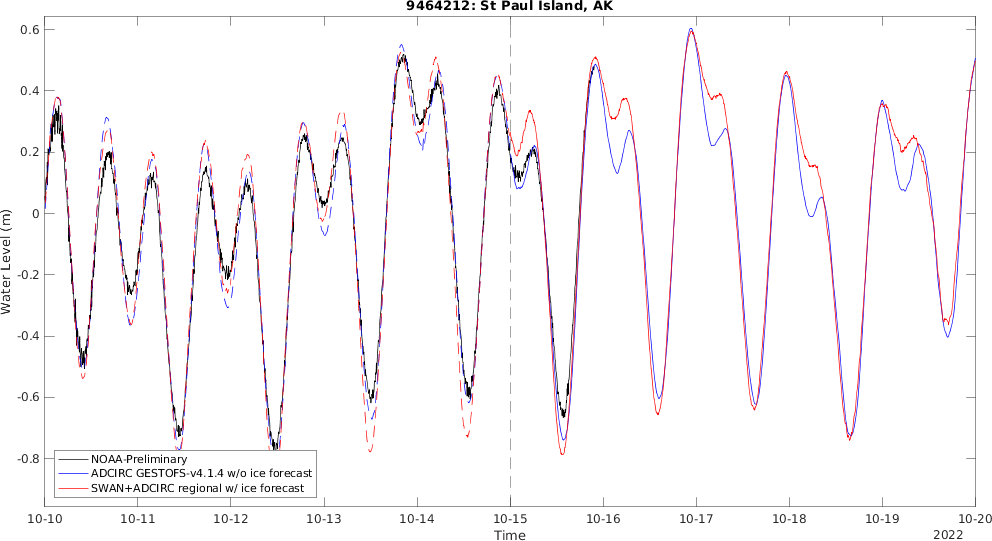 9464212: St Paul Island, AK
0.6
0.4
0.2
0
-0.2
-0.4
-0.6
-0.8
Water Level (m)
NOAA-Preliminary
ADCIRC GESTOFS-v4.1.4 w/o ice forecast
SWAN+ADCIRC regional w/ ice forecast
10-10 10-11 10-12 10-13 10-14 10-15 10-16 10-17 10-18 10-19 10-20
Time
2022